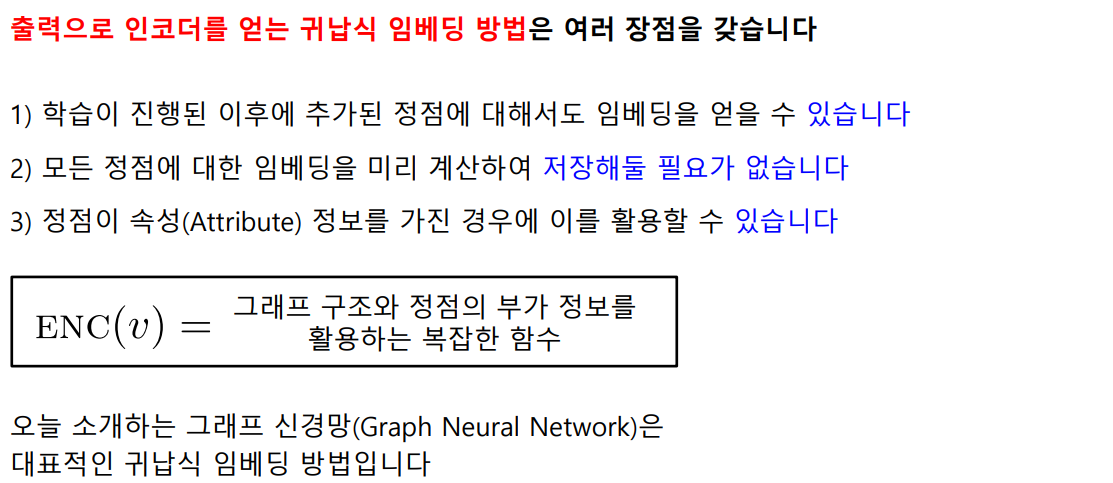 출력으로 인코더를 얻는 귀납식 임베딩 방법은 여러 장점을 갖습니다
1) 학습이 진행된 이후에 추가된 정점에 대해서도 임베딩을 얻을 수 있습니다
2) 모든 정점에 대한 임베딩을 미리 계산하여 저장해둘 필요가 없습니다
3) 정점이 속성(Attribute) 정보를 가진 경우에 이를 활용할 수 있습니다
ENC(v) = 그래프 구조와 정점의 부가 정보를
활용하는 복잡한 함수
오늘 소개하는 그래프 신경망(Graph Neural Network)은
대표적인 귀납식 임베딩 방법입니다